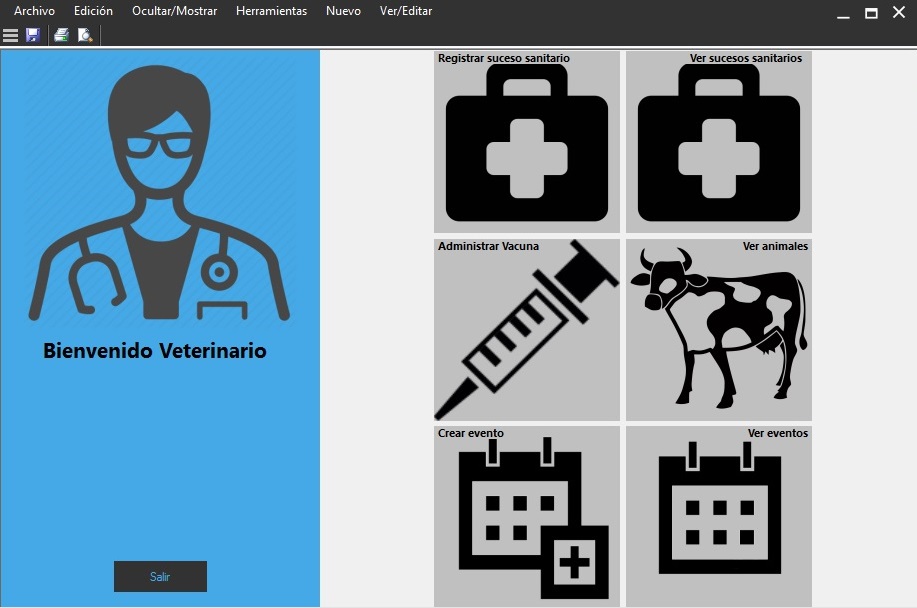 Archivo Edición Ocultar/Mostrar Herramientas Nuevo Ver/Editar
Bienvenido Veterinario
Salir
Registrar suceso sanitario
Ver sucesos sanitarios
Administrar Vacuna
Ver animales
Crear evento
Ver eventos